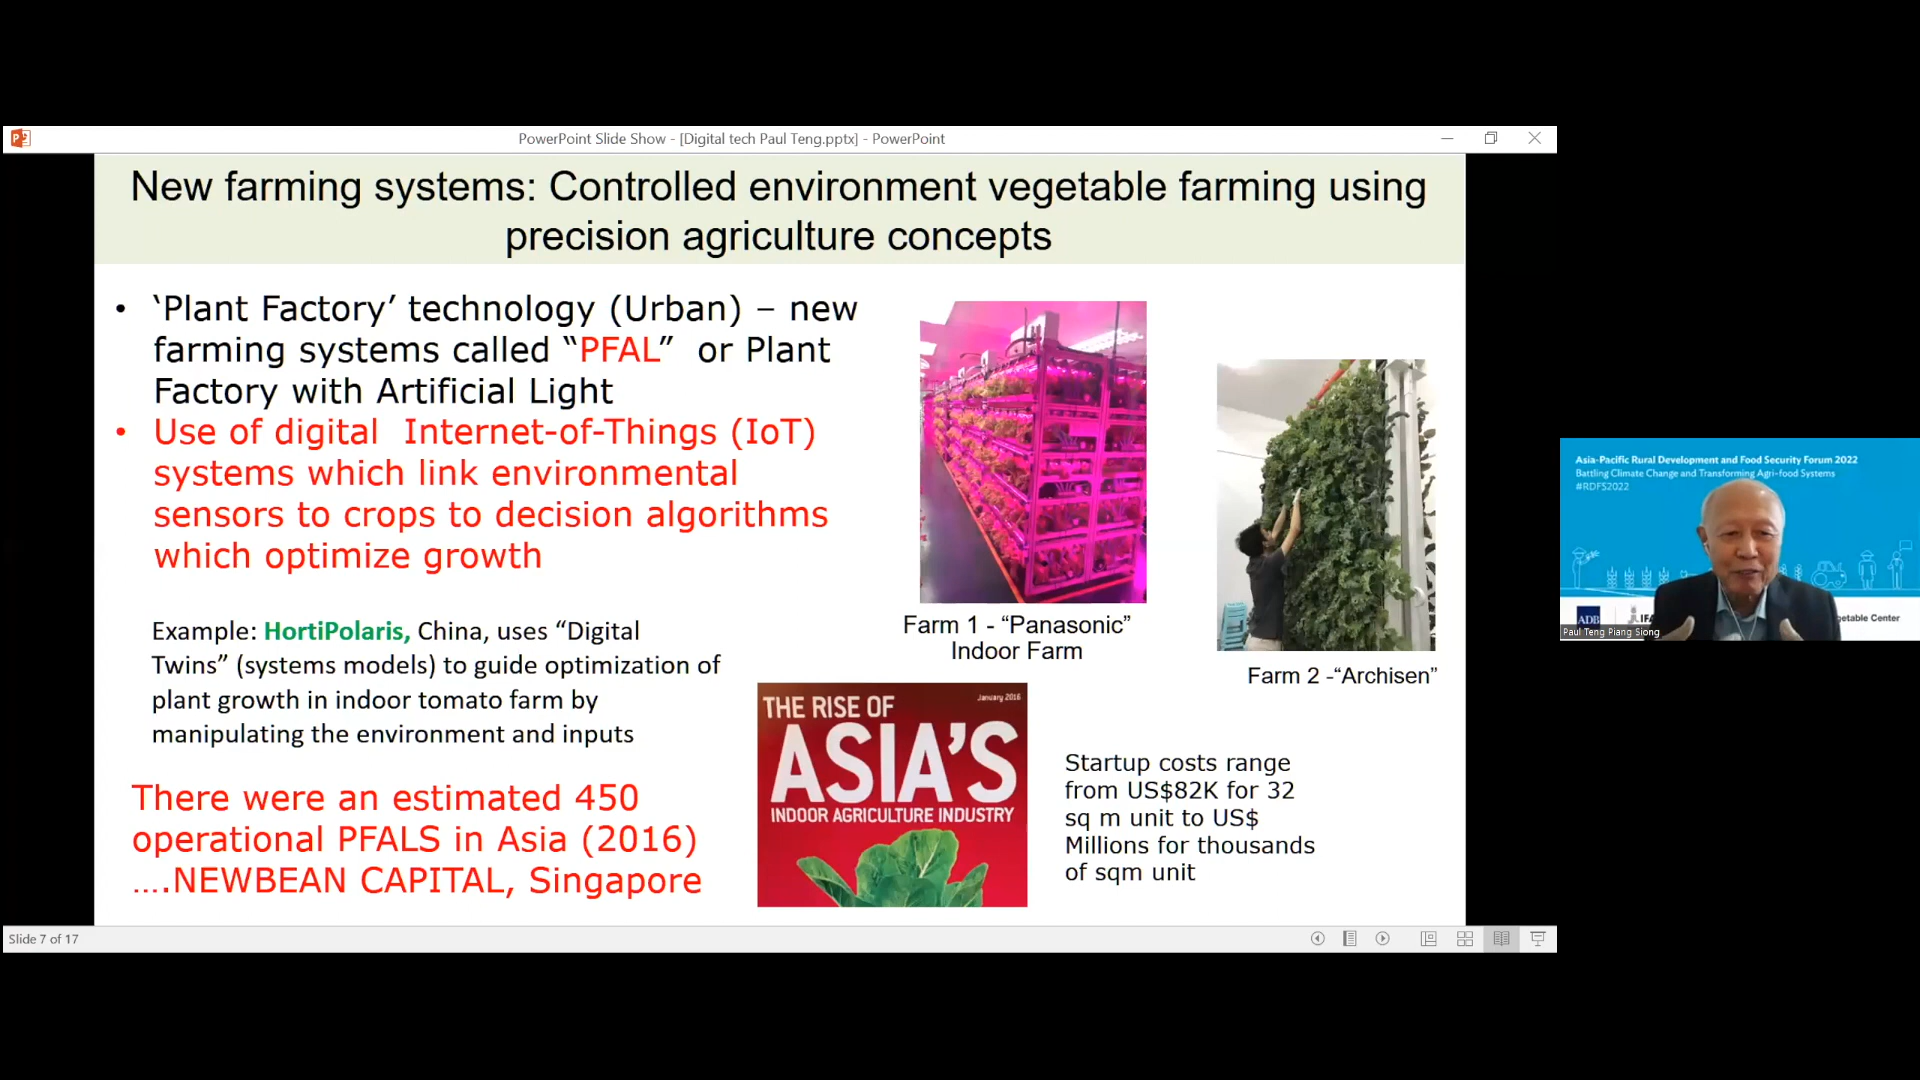 PowerPoint Slide Show - [Digital tech Paul Teng.pptx] - PowerPoint
New farming systems: Controlled environment vegetable farming using
precision agriculture concepts
• ‘Plant Factory’ technology (Urban) – new
farming systems called “PFAL” or Plant
Factory with Artificial Light
• Use of digital Internet-of-Things (IoT)
systems which link environmental
sensors to crops to decision algorithms
which optimize growth
Example: HortiPolaris, China, uses “Digital
Twins” (systems models) to guide optimization of
plant growth in indoor tomato farm by
manipulating the environment and inputs
There were an estimated 450
operational PFALS in Asia (2016)
….NEWBEAN CAPITAL, Singapore
Farm 1 - “Panasonic”
Indoor Farm
Farm 2 -“Archisen”
January 2016
THE RISE OF
ASIA’S
INDOOR AGRICULTURE INDUSTRY
Startup costs range
from US$82K for 32
sq m unit to US$
Millions for thousands
of sqm unit
Slide 7 of 17
Asia-Pacific Rural Development and Food Security Forum 2022
Battling Climate Change and Transforming Agri-food Systems
#RDFS2022
ADB
Center
Paul Teng Piang Siong